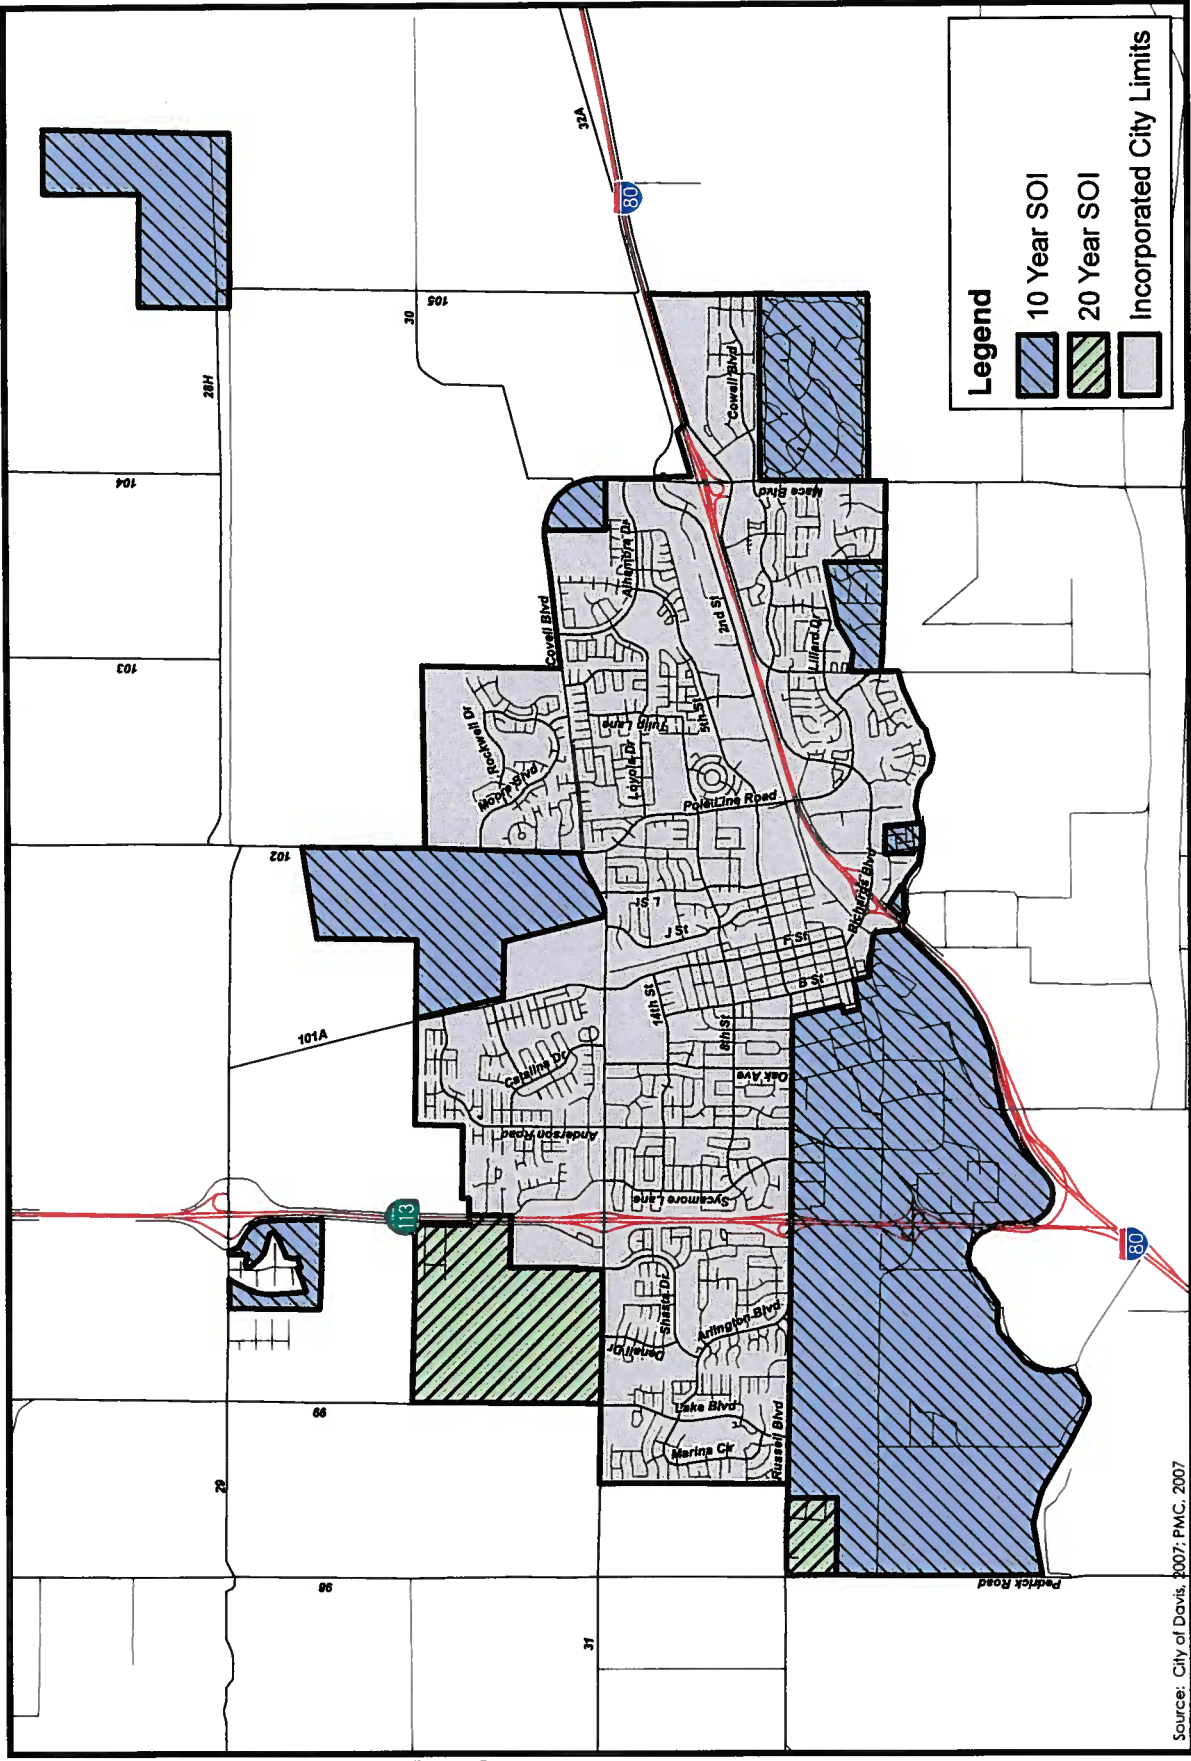 32A
80
28H
105
30
104
103
102
101A
113
29
99
98
31
Covell Blvd
Alhambra Dr
Cowell Blvd
Mace Blvd
2nd St
Lillard Dr
Rockwell Dr
Moore Blvd
Tulip Lane
5th St
Loyola Dr
Pole Line Road
Richards Blvd
L St
J St
F St
B St
14th St
8th St
Oak Ave
Catalina Dr
Anderson Road
Sycamore Lane
Shasta Dr
Denali Dr
Arlington Blvd
Lake Blvd
Marina Cir
Russell Blvd
Pedrick Road
80
Legend
10 Year SOI
20 Year SOI
Incorporated City Limits
Source: City of Davis, 2007; PMC, 2007